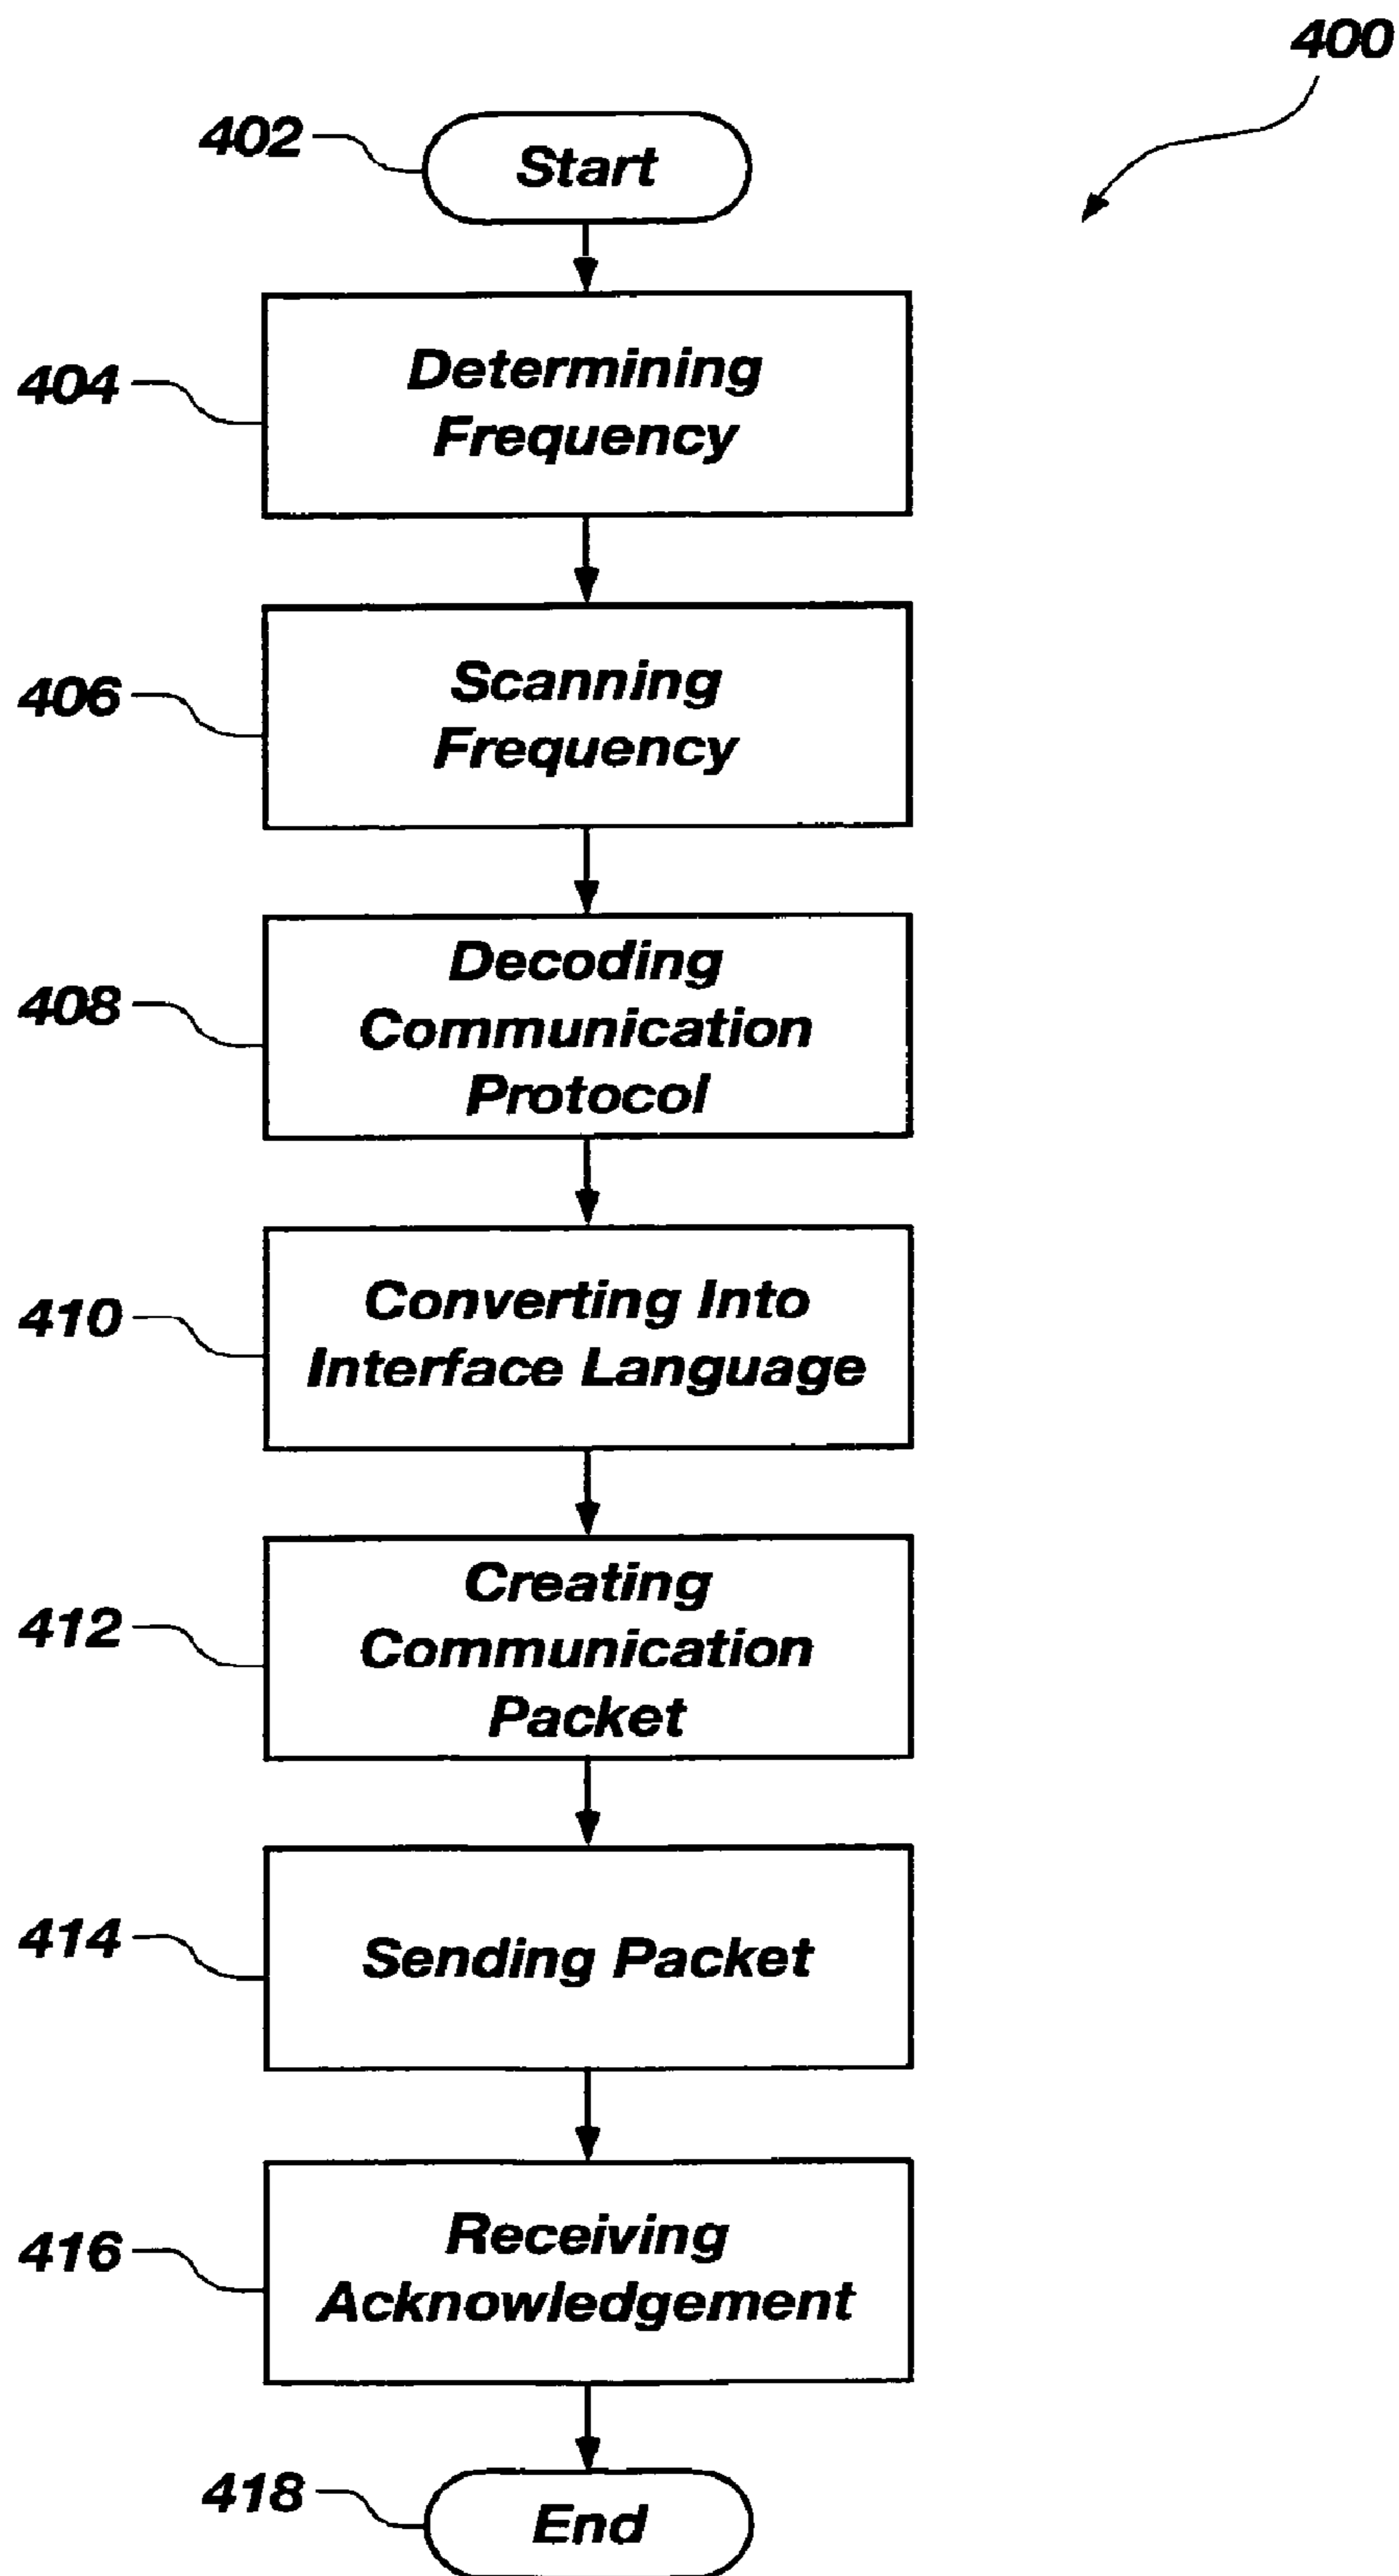 400
402
Start
404
Determining
Frequency
406
Scanning
Frequency
408
Decoding
Communication
Protocol
410
Converting Into
Interface Language
412
Creating
Communication
Packet
414
Sending Packet
416
Receiving
Acknowledgement
418
End